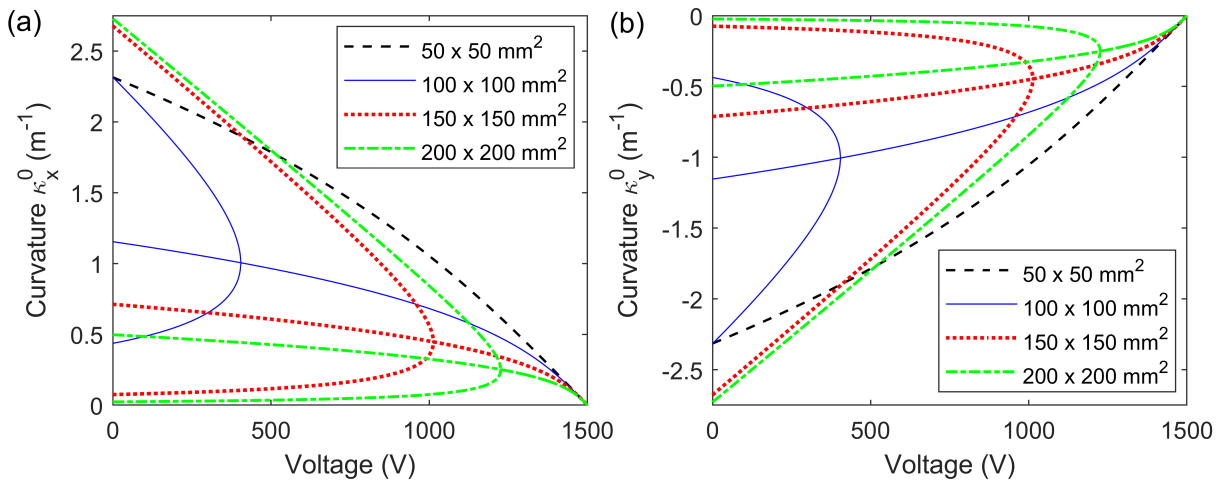 (a)
2.5
2
1.5
1
0.5
0
Curvature κₓ⁰ (m⁻¹)
50 x 50 mm²
100 x 100 mm²
150 x 150 mm²
200 x 200 mm²
0 500 1000 1500
Voltage (V)
(b)
0
-0.5
-1
-1.5
-2
-2.5
Curvature κ_y⁰ (m⁻¹)
50 x 50 mm²
100 x 100 mm²
150 x 150 mm²
200 x 200 mm²
0 500 1000 1500
Voltage (V)